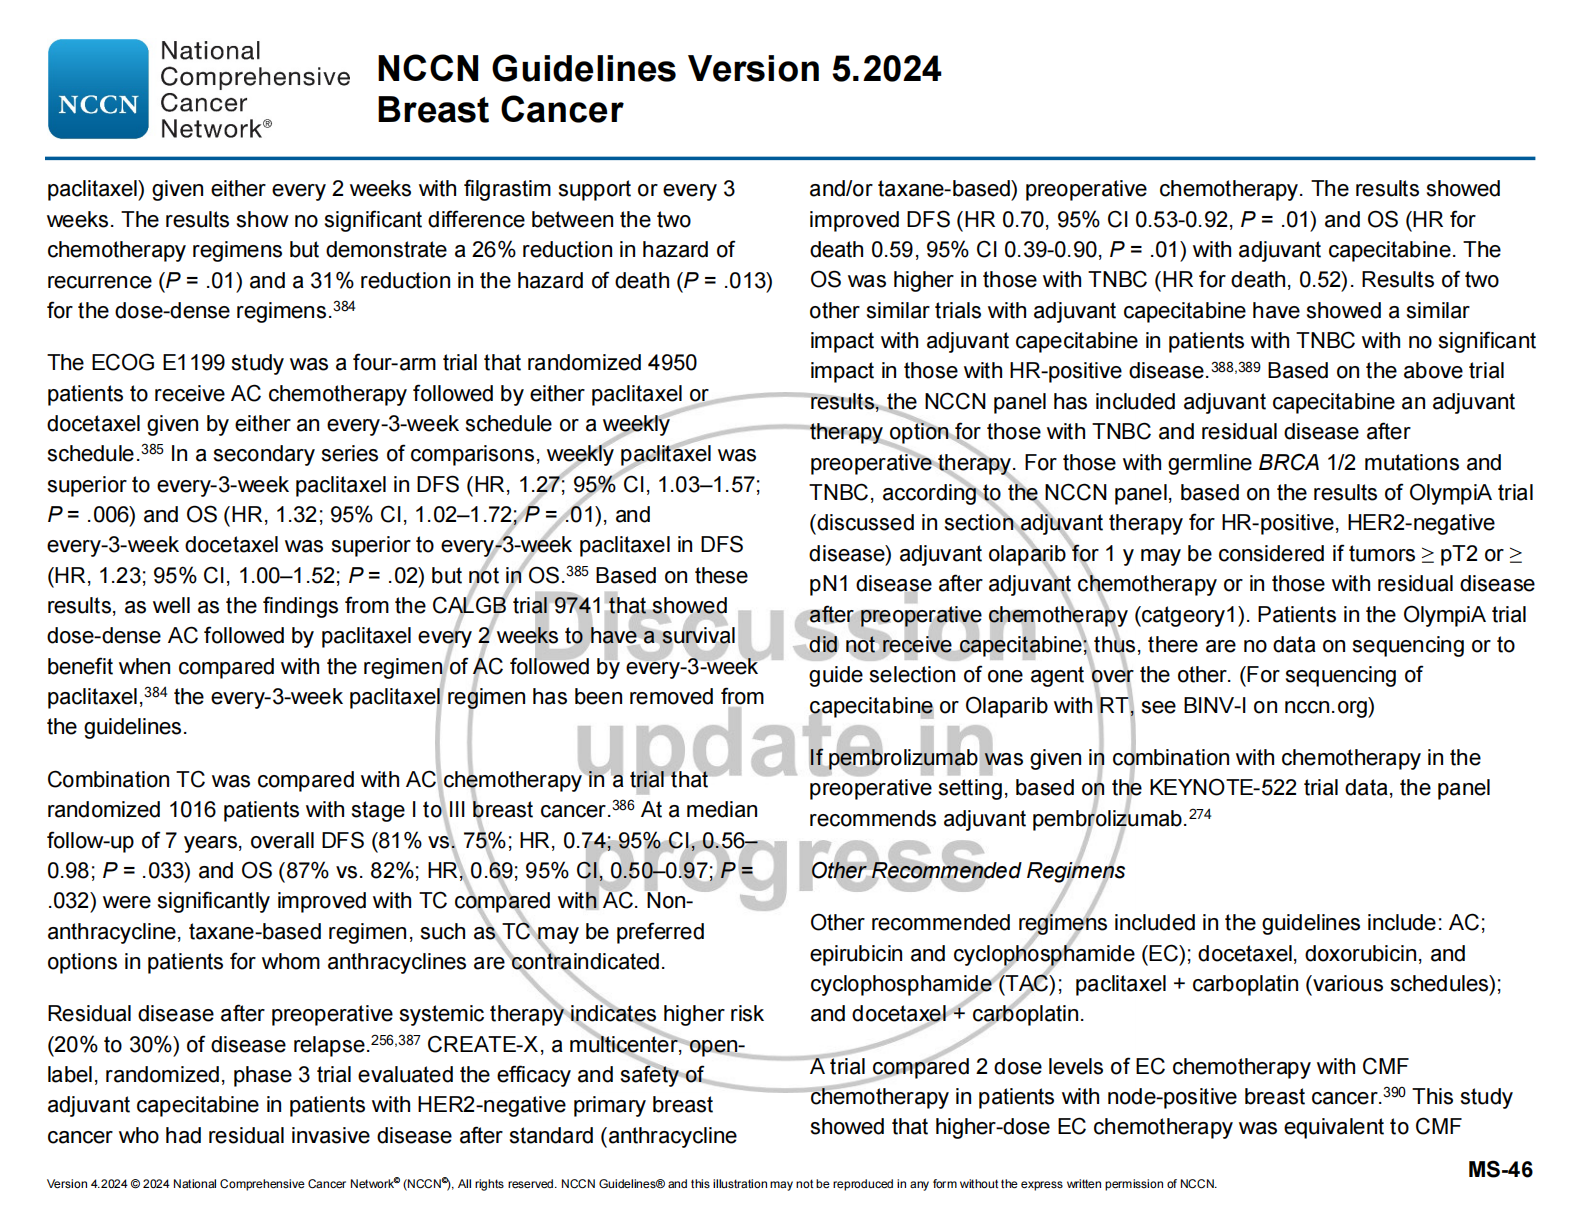 NCCN
National
Comprehensive
Cancer
Network®
NCCN Guidelines Version 5.2024
Breast Cancer
paclitaxel) given either every 2 weeks with filgrastim support or every 3
weeks. The results show no significant difference between the two
chemotherapy regimens but demonstrate a 26% reduction in hazard of
recurrence (P = .01) and a 31% reduction in the hazard of death (P = .013)
for the dose-dense regimens.384
The ECOG E1199 study was a four-arm trial that randomized 4950
patients to receive AC chemotherapy followed by either paclitaxel or
docetaxel given by either an every-3-week schedule or a weekly
schedule.385 In a secondary series of comparisons, weekly paclitaxel was
superior to every-3-week paclitaxel in DFS (HR, 1.27; 95% CI, 1.03–1.57;
P = .006) and OS (HR, 1.32; 95% CI, 1.02–1.72; P = .01), and
every-3-week docetaxel was superior to every-3-week paclitaxel in DFS
(HR, 1.23; 95% CI, 1.00–1.52; P = .02) but not in OS.385 Based on these
results, as well as the findings from the CALGB trial 9741 that showed
dose-dense AC followed by paclitaxel every 2 weeks to have a survival
benefit when compared with the regimen of AC followed by every-3-week
paclitaxel,384 the every-3-week paclitaxel regimen has been removed from
the guidelines.
Combination TC was compared with AC chemotherapy in a trial that
randomized 1016 patients with stage I to III breast cancer.386 At a median
follow-up of 7 years, overall DFS (81% vs. 75%; HR, 0.74; 95% CI, 0.56–
0.98; P = .033) and OS (87% vs. 82%; HR, 0.69; 95% CI, 0.50–0.97; P =
.032) were significantly improved with TC compared with AC. Non-
anthracycline, taxane-based regimen, such as TC may be preferred
options in patients for whom anthracyclines are contraindicated.
Residual disease after preoperative systemic therapy indicates higher risk
(20% to 30%) of disease relapse.256,387 CREATE-X, a multicenter, open-
label, randomized, phase 3 trial evaluated the efficacy and safety of
adjuvant capecitabine in patients with HER2-negative primary breast
cancer who had residual invasive disease after standard (anthracycline
and/or taxane-based) preoperative chemotherapy. The results showed
improved DFS (HR 0.70, 95% CI 0.53-0.92, P = .01) and OS (HR for
death 0.59, 95% CI 0.39-0.90, P = .01) with adjuvant capecitabine. The
OS was higher in those with TNBC (HR for death, 0.52). Results of two
other similar trials with adjuvant capecitabine have showed a similar
impact with adjuvant capecitabine in patients with TNBC with no significant
impact in those with HR-positive disease.388,389 Based on the above trial
results, the NCCN panel has included adjuvant capecitabine an adjuvant
therapy option for those with TNBC and residual disease after
preoperative therapy. For those with germline BRCA 1/2 mutations and
TNBC, according to the NCCN panel, based on the results of OlympiA trial
(discussed in section adjuvant therapy for HR-positive, HER2-negative
disease) adjuvant olaparib for 1 y may be considered if tumors ≥ pT2 or ≥
pN1 disease after adjuvant chemotherapy or in those with residual disease
after preoperative chemotherapy (catgeory1). Patients in the OlympiA trial
did not receive capecitabine; thus, there are no data on sequencing or to
guide selection of one agent over the other. (For sequencing of
capecitabine or Olaparib with RT, see BINV-I on nccn.org)
If pembrolizumab was given in combination with chemotherapy in the
preoperative setting, based on the KEYNOTE-522 trial data, the panel
recommends adjuvant pembrolizumab.274
Other Recommended Regimens
Other recommended regimens included in the guidelines include: AC;
epirubicin and cyclophosphamide (EC); docetaxel, doxorubicin, and
cyclophosphamide (TAC); paclitaxel + carboplatin (various schedules);
and docetaxel + carboplatin.
A trial compared 2 dose levels of EC chemotherapy with CMF
chemotherapy in patients with node-positive breast cancer.390 This study
showed that higher-dose EC chemotherapy was equivalent to CMF
Discussion
update in
progress
MS-46
Version 4.2024 © 2024 National Comprehensive Cancer Network© (NCCN©), All rights reserved. NCCN Guidelines® and this illustration may not be reproduced in any form without the express written permission of NCCN.